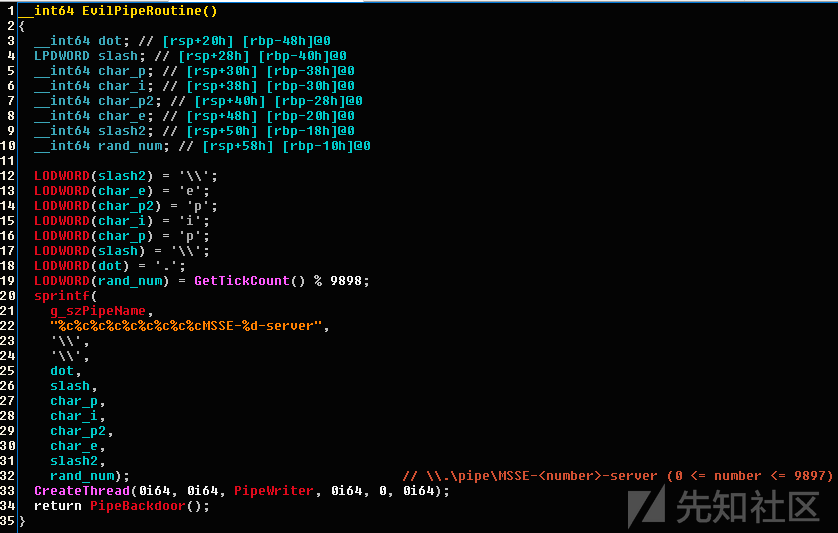 1 __int64 EvilPipeRoutine()
2 {
3 __int64 dot; // [rsp+20h] [rbp-48h]@0
4 LPDWORD slash; // [rsp+28h] [rbp-40h]@0
5 __int64 char_p; // [rsp+30h] [rbp-38h]@0
6 __int64 char_i; // [rsp+38h] [rbp-30h]@0
7 __int64 char_p2; // [rsp+40h] [rbp-28h]@0
8 __int64 char_e; // [rsp+48h] [rbp-20h]@0
9 __int64 slash2; // [rsp+50h] [rbp-18h]@0
10 __int64 rand_num; // [rsp+58h] [rbp-10h]@0
11
12 LODWORD(slash2) = '\\';
13 LODWORD(char_e) = 'e';
14 LODWORD(char_p2) = 'p';
15 LODWORD(char_i) = 'i';
16 LODWORD(char_p) = 'p';
17 LODWORD(slash) = '\\';
18 LODWORD(dot) = '.';
19 LODWORD(rand_num) = GetTickCount() % 9898;
20 sprintf(
21 g_szPipeName,
22 "%c%c%c%c%c%c%c%c%cMSSE-%d-server",
23 '\\',
24 '\\',
25 dot,
26 slash,
27 char_p,
28 char_i,
29 char_p2,
30 char_e,
31 slash2,
32 rand_num); // \\.\pipe\MSSE-<number>-server (0 <= number <= 9897)
33 CreateThread(0i64, 0i64, PipeWriter, 0i64, 0, 0i64);
34 return PipeBackdoor();
35 }
先知社区